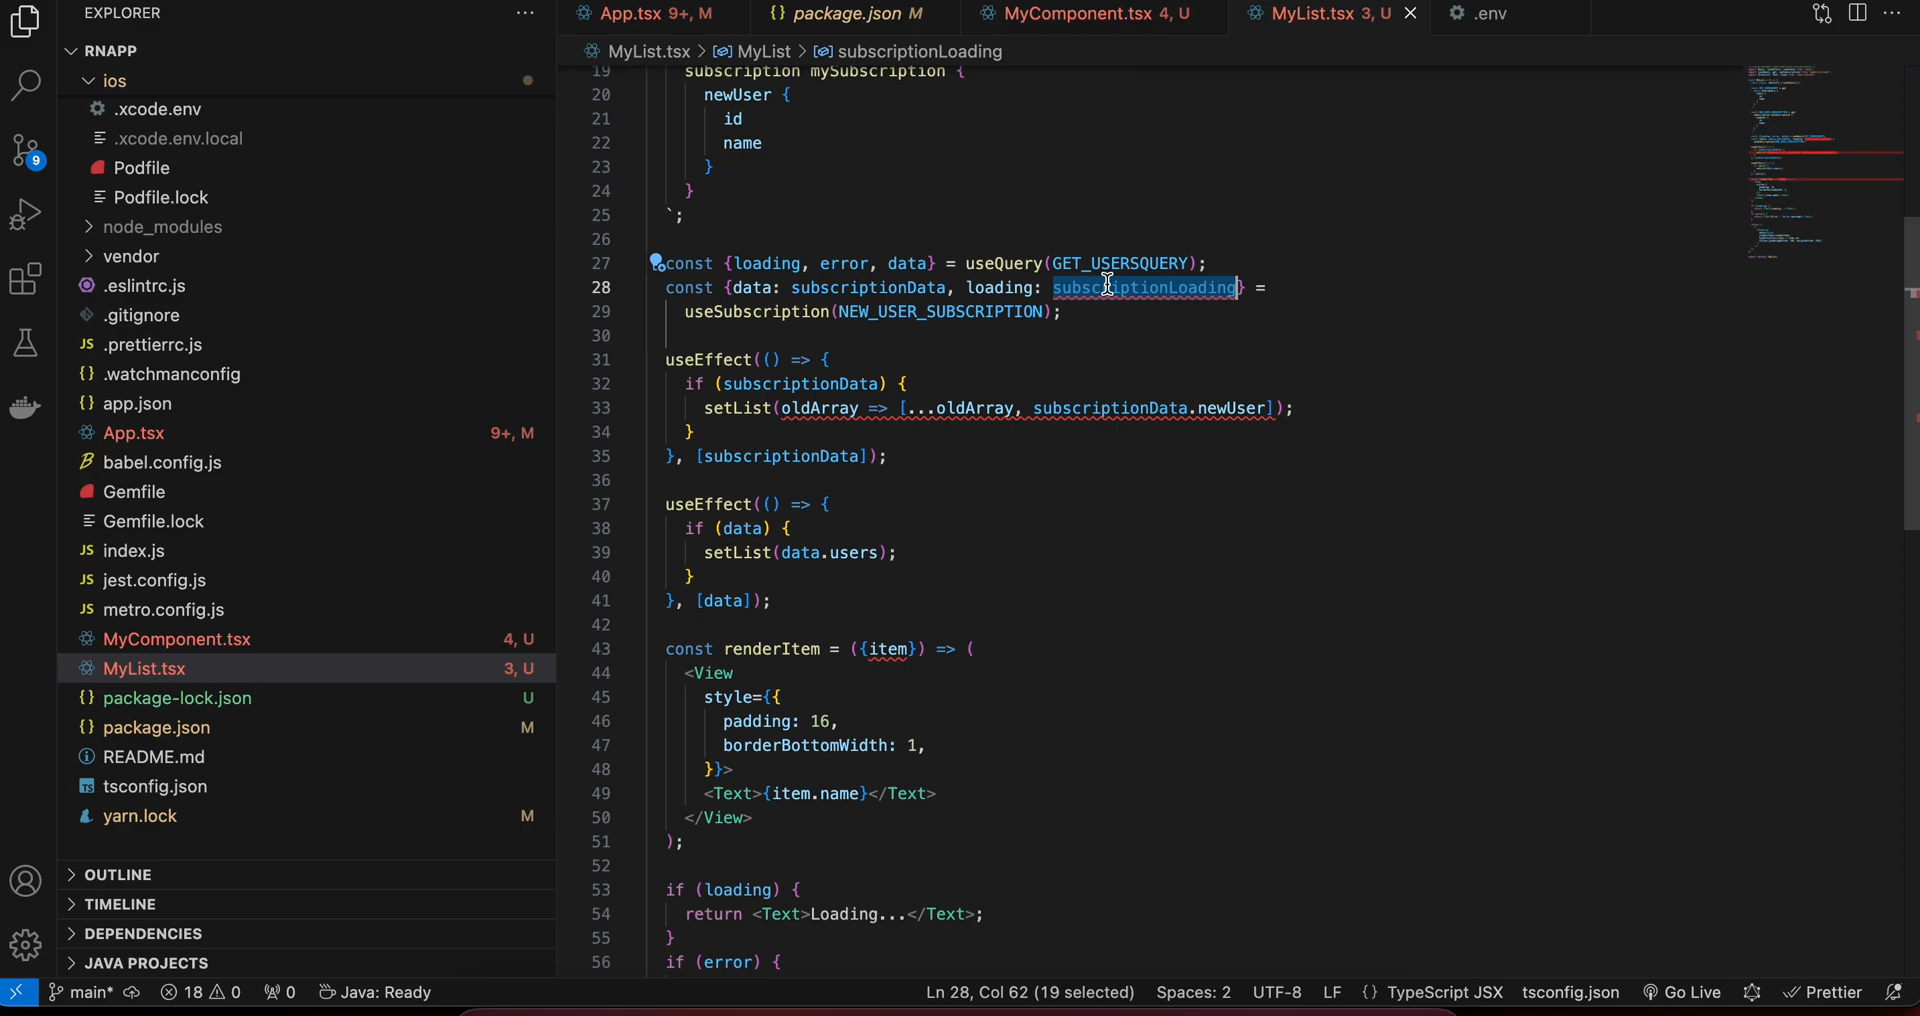 EXPLORER
RNAPP
ios
.xcode.env
.xcode.env.local
Podfile
Podfile.lock
node_modules
vendor
.eslintrc.js
.gitignore
JS .prettierrc.js
{} .watchmanconfig
{} app.json
App.tsx 9+, M
babel.config.js
Gemfile
Gemfile.lock
JS index.js
JS jest.config.js
JS metro.config.js
MyComponent.tsx 4, U
MyList.tsx 3, U
{} package-lock.json U
{} package.json M
README.md
TS tsconfig.json
yarn.lock M
OUTLINE
TIMELINE
DEPENDENCIES
JAVA PROJECTS
9
App.tsx 9+, M {} package.json M MyComponent.tsx 4, U MyList.tsx 3, U .env
MyList.tsx > MyList > subscriptionLoading
19 subscription mySubscription {
20 newUser {
21 id
22 name
23 }
24 }
25 `;
26
27 const {loading, error, data} = useQuery(GET_USERSQUERY);
28 const {data: subscriptionData, loading: subscriptionLoading} =
29 useSubscription(NEW_USER_SUBSCRIPTION);
30
31 useEffect(() => {
32 if (subscriptionData) {
33 setList(oldArray => [...oldArray, subscriptionData.newUser]);
34 }
35 }, [subscriptionData]);
36
37 useEffect(() => {
38 if (data) {
39 setList(data.users);
40 }
41 }, [data]);
42
43 const renderItem = ({item}) => (
44 <View
45 style={{
46 padding: 16,
47 borderBottomWidth: 1,
48 }}>
49 <Text>{item.name}</Text>
50 </View>
51 );
52
53 if (loading) {
54 return <Text>Loading...</Text>;
55 }
56 if (error) {
main* 18 0 0 Java: Ready Ln 28, Col 62 (19 selected) Spaces: 2 UTF-8 LF {} TypeScript JSX tsconfig.json Go Live Prettier